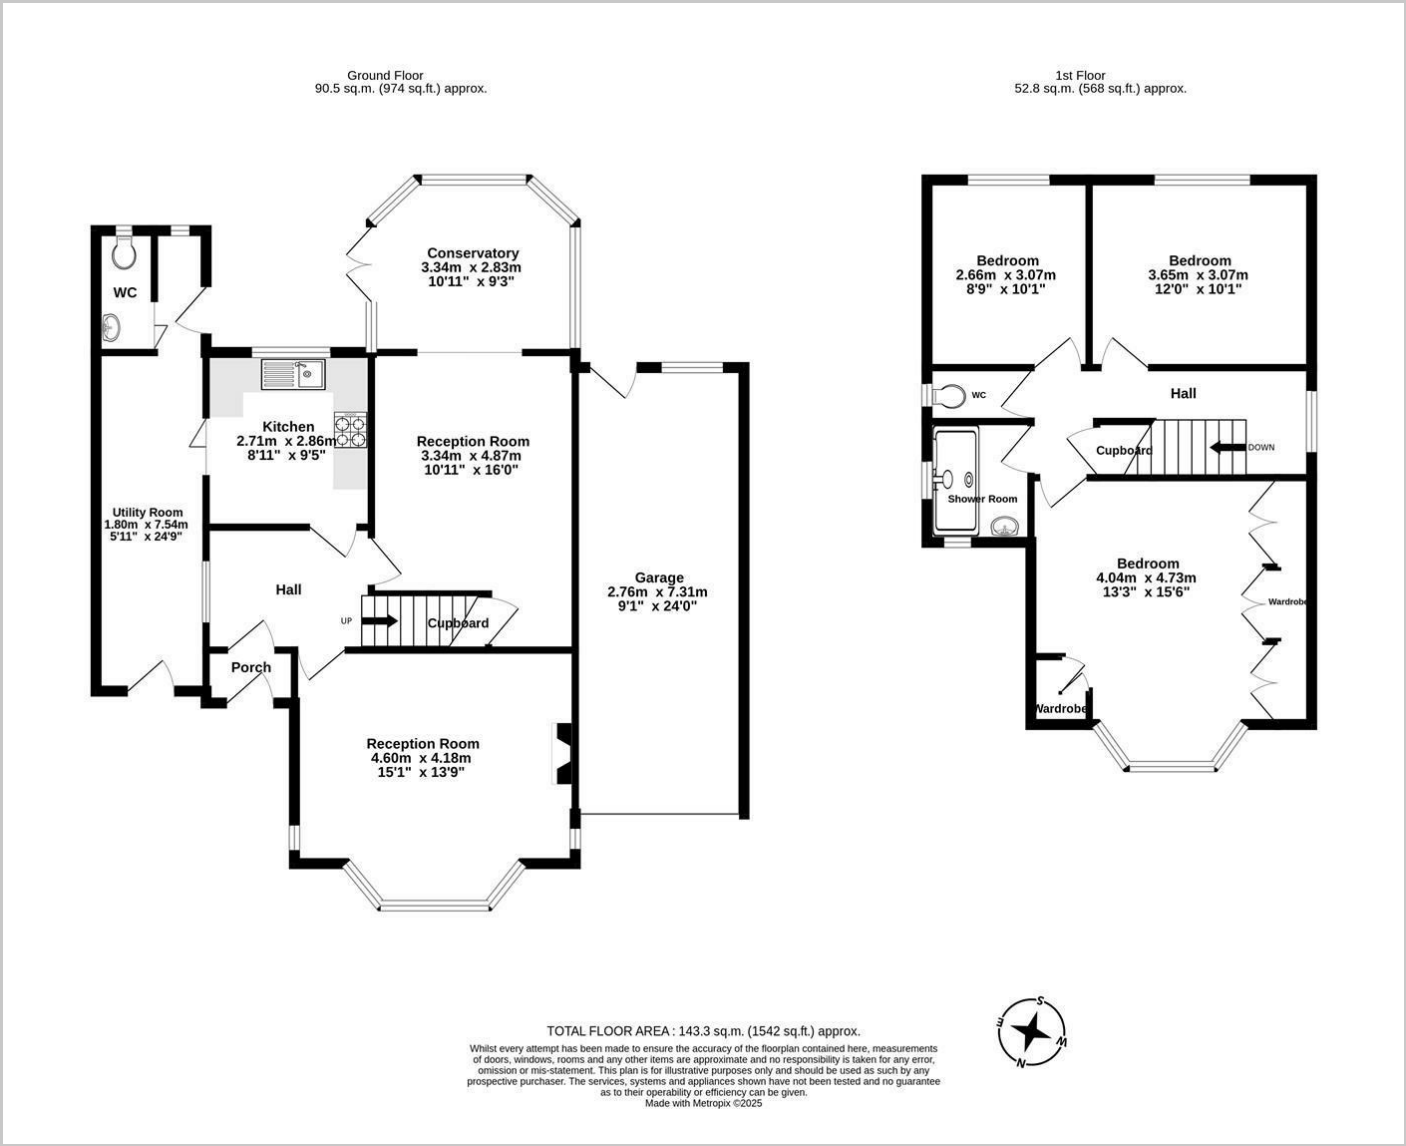 Ground Floor
90.5 sq.m. (974 sq.ft.) approx.
1st Floor
52.8 sq.m. (568 sq.ft.) approx.
Conservatory
3.34m x 2.83m
10'11" x 9'3"
WC
Kitchen
2.71m x 2.86m
8'11" x 9'5"
Reception Room
3.34m x 4.87m
10'11" x 16'0"
Utility Room
1.80m x 7.54m
5'11" x 24'9"
Hall
UP
Cupboard
Porch
Garage
2.76m x 7.31m
9'1" x 24'0"
Reception Room
4.60m x 4.18m
15'1" x 13'9"
Bedroom
2.66m x 3.07m
8'9" x 10'1"
Bedroom
3.65m x 3.07m
12'0" x 10'1"
WC
Hall
Cupboard
DOWN
Shower Room
Bedroom
4.04m x 4.73m
13'3" x 15'6"
Wardrobe
Wardrobe
S
E
W
N
TOTAL FLOOR AREA : 143.3 sq.m. (1542 sq.ft.) approx.
Whilst every attempt has been made to ensure the accuracy of the floorplan contained here, measurements
of doors, windows, rooms and any other items are approximate and no responsibility is taken for any error,
omission or mis-statement. This plan is for illustrative purposes only and should be used as such by any
prospective purchaser. The services, systems and appliances shown have not been tested and no guarantee
as to their operability or efficiency can be given.
Made with Metropix ©2025